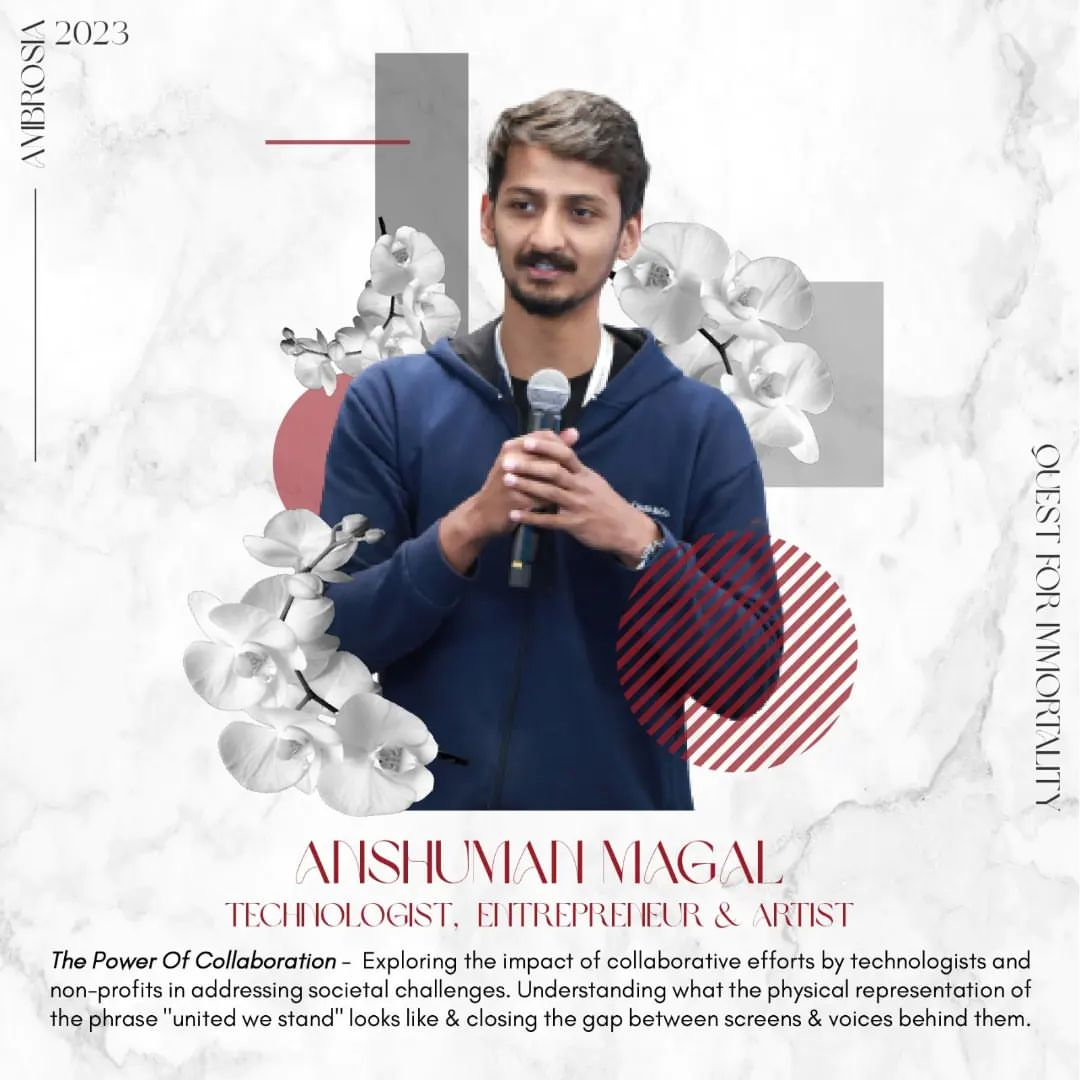 AMBROSIA
2023
ANSHUMAN MAGAL
TECHNOLOGIST, ENTREPRENEUR & ARTIST
The Power Of Collaboration - Exploring the impact of collaborative efforts by technologists and
non-profits in addressing societal challenges. Understanding what the physical representation of
the phrase "united we stand" looks like & closing the gap between screens & voices behind them.
QUEST FOR IMMORTALITY